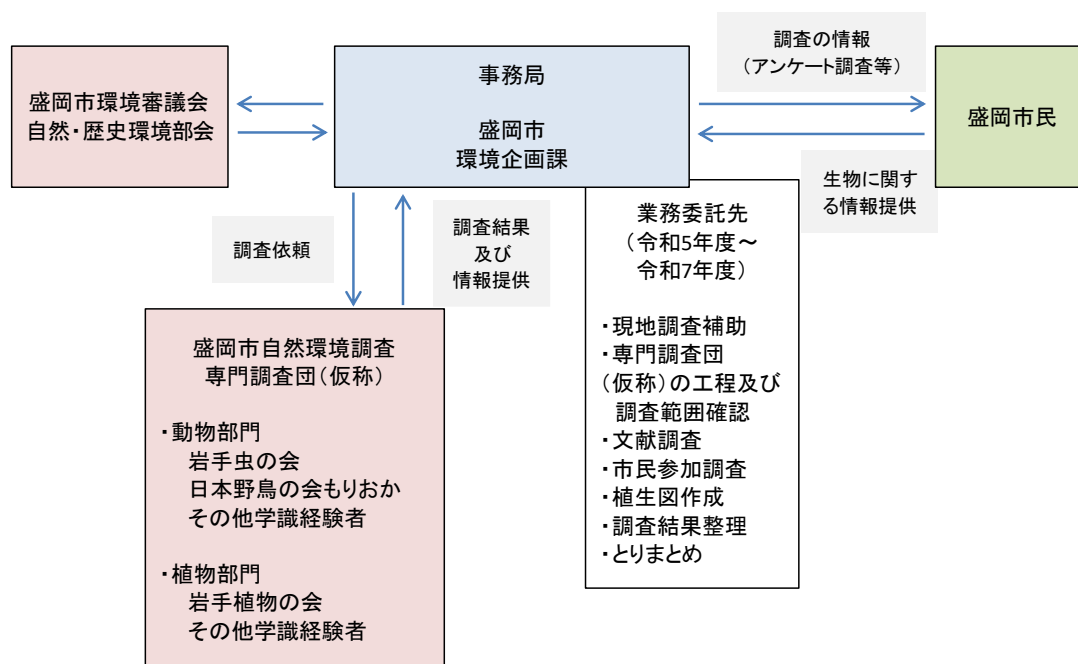 盛岡市環境審議会
自然・歴史環境部会
事務局
盛岡市
環境企画課
調査の情報
（アンケート調査等）
盛岡市民
生物に関す
る情報提供
調査依頼
調査結果
及び
情報提供
業務委託先
（令和5年度～
令和7年度）
・現地調査補助
・専門調査団
（仮称）の工程及び
調査範囲確認
・文献調査
・市民参加調査
・植生図作成
・調査結果整理
・とりまとめ
盛岡市自然環境調査
専門調査団（仮称）
・動物部門
岩手虫の会
日本野鳥の会もりおか
その他学識経験者
・植物部門
岩手植物の会
その他学識経験者